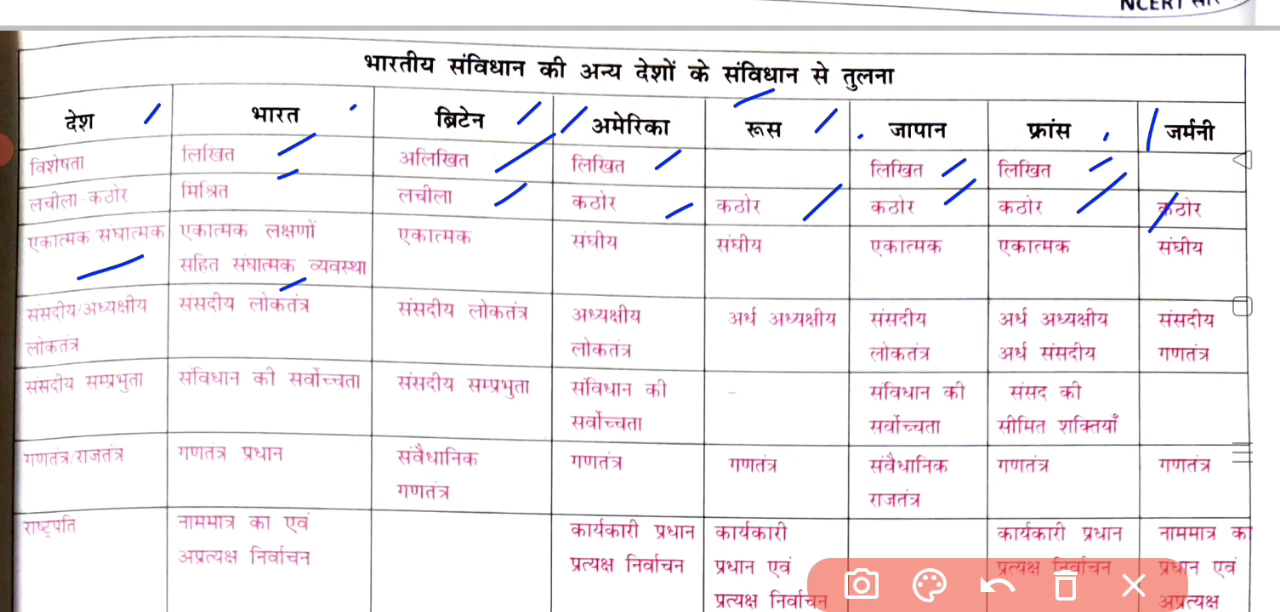 NCERT सार
भारतीय संविधान की अन्य देशों के संविधान से तुलना
देश भारत ब्रिटेन अमेरिका रूस जापान फ्रांस जर्मनी
विशेषता लिखित अलिखित लिखित लिखित लिखित
लचीला-कठोर मिश्रित लचीला कठोर कठोर कठोर कठोर कठोर
एकात्मक संघात्मक एकात्मक लक्षणों एकात्मक संघीय संघीय एकात्मक एकात्मक संघीय
सहित संघात्मक व्यवस्था
संसदीय/अध्यक्षीय संसदीय लोकतंत्र संसदीय लोकतंत्र अध्यक्षीय अर्ध अध्यक्षीय संसदीय अर्ध अध्यक्षीय संसदीय
लोकतंत्र लोकतंत्र लोकतंत्र अर्ध संसदीय गणतंत्र
संसदीय सम्प्रभुता संविधान की सर्वोच्चता संसदीय सम्प्रभुता संविधान की – संविधान की संसद की
सर्वोच्चता सर्वोच्चता सीमित शक्तियाँ
गणतंत्र/राजतंत्र गणतंत्र प्रधान संवैधानिक गणतंत्र गणतंत्र संवैधानिक गणतंत्र गणतंत्र
गणतंत्र राजतंत्र
राष्ट्रपति नाममात्र का एवं कार्यकारी प्रधान कार्यकारी कार्यकारी प्रधान नाममात्र का
अप्रत्यक्ष निर्वाचन प्रत्यक्ष निर्वाचन प्रधान एवं प्रत्यक्ष निर्वाचन प्रधान एवं
प्रत्यक्ष निर्वाचन अप्रत्यक्ष